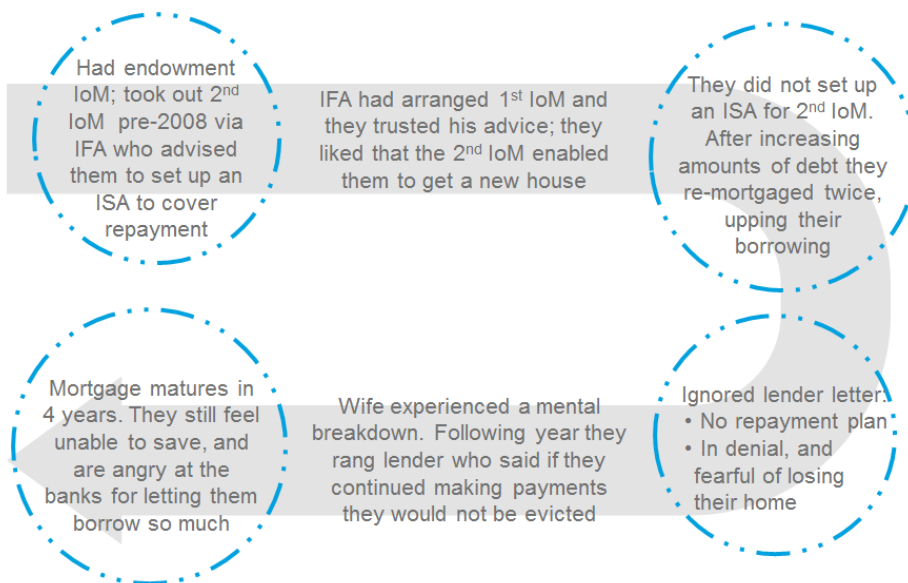 Had endowment
IoM; took out 2nd
IoM pre-2008 via
IFA who advised
them to set up an
ISA to cover
repayment
IFA had arranged 1st IoM and
they trusted his advice; they
liked that the 2nd IoM enabled
them to get a new house
They did not set up
an ISA for 2nd IoM.
After increasing
amounts of debt they
re-mortgaged twice,
upping their
borrowing
Ignored lender letter:
• No repayment plan
• In denial, and
fearful of losing
their home
Wife experienced a mental
breakdown. Following year they
rang lender who said if they
continued making payments
they would not be evicted
Mortgage matures in
4 years. They still feel
unable to save, and
are angry at the
banks for letting them
borrow so much